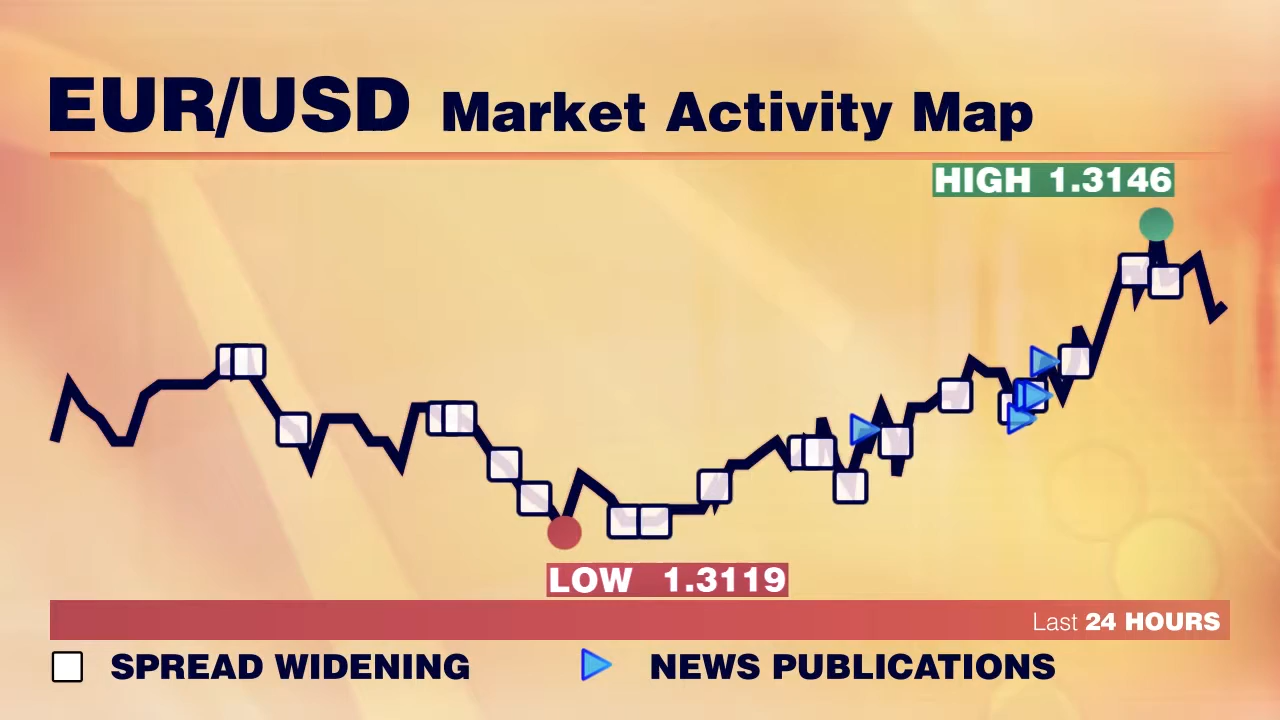 EUR/USD Market Activity Map
HIGH 1.3146
LOW 1.3119
Last 24 HOURS
SPREAD WIDENING NEWS PUBLICATIONS